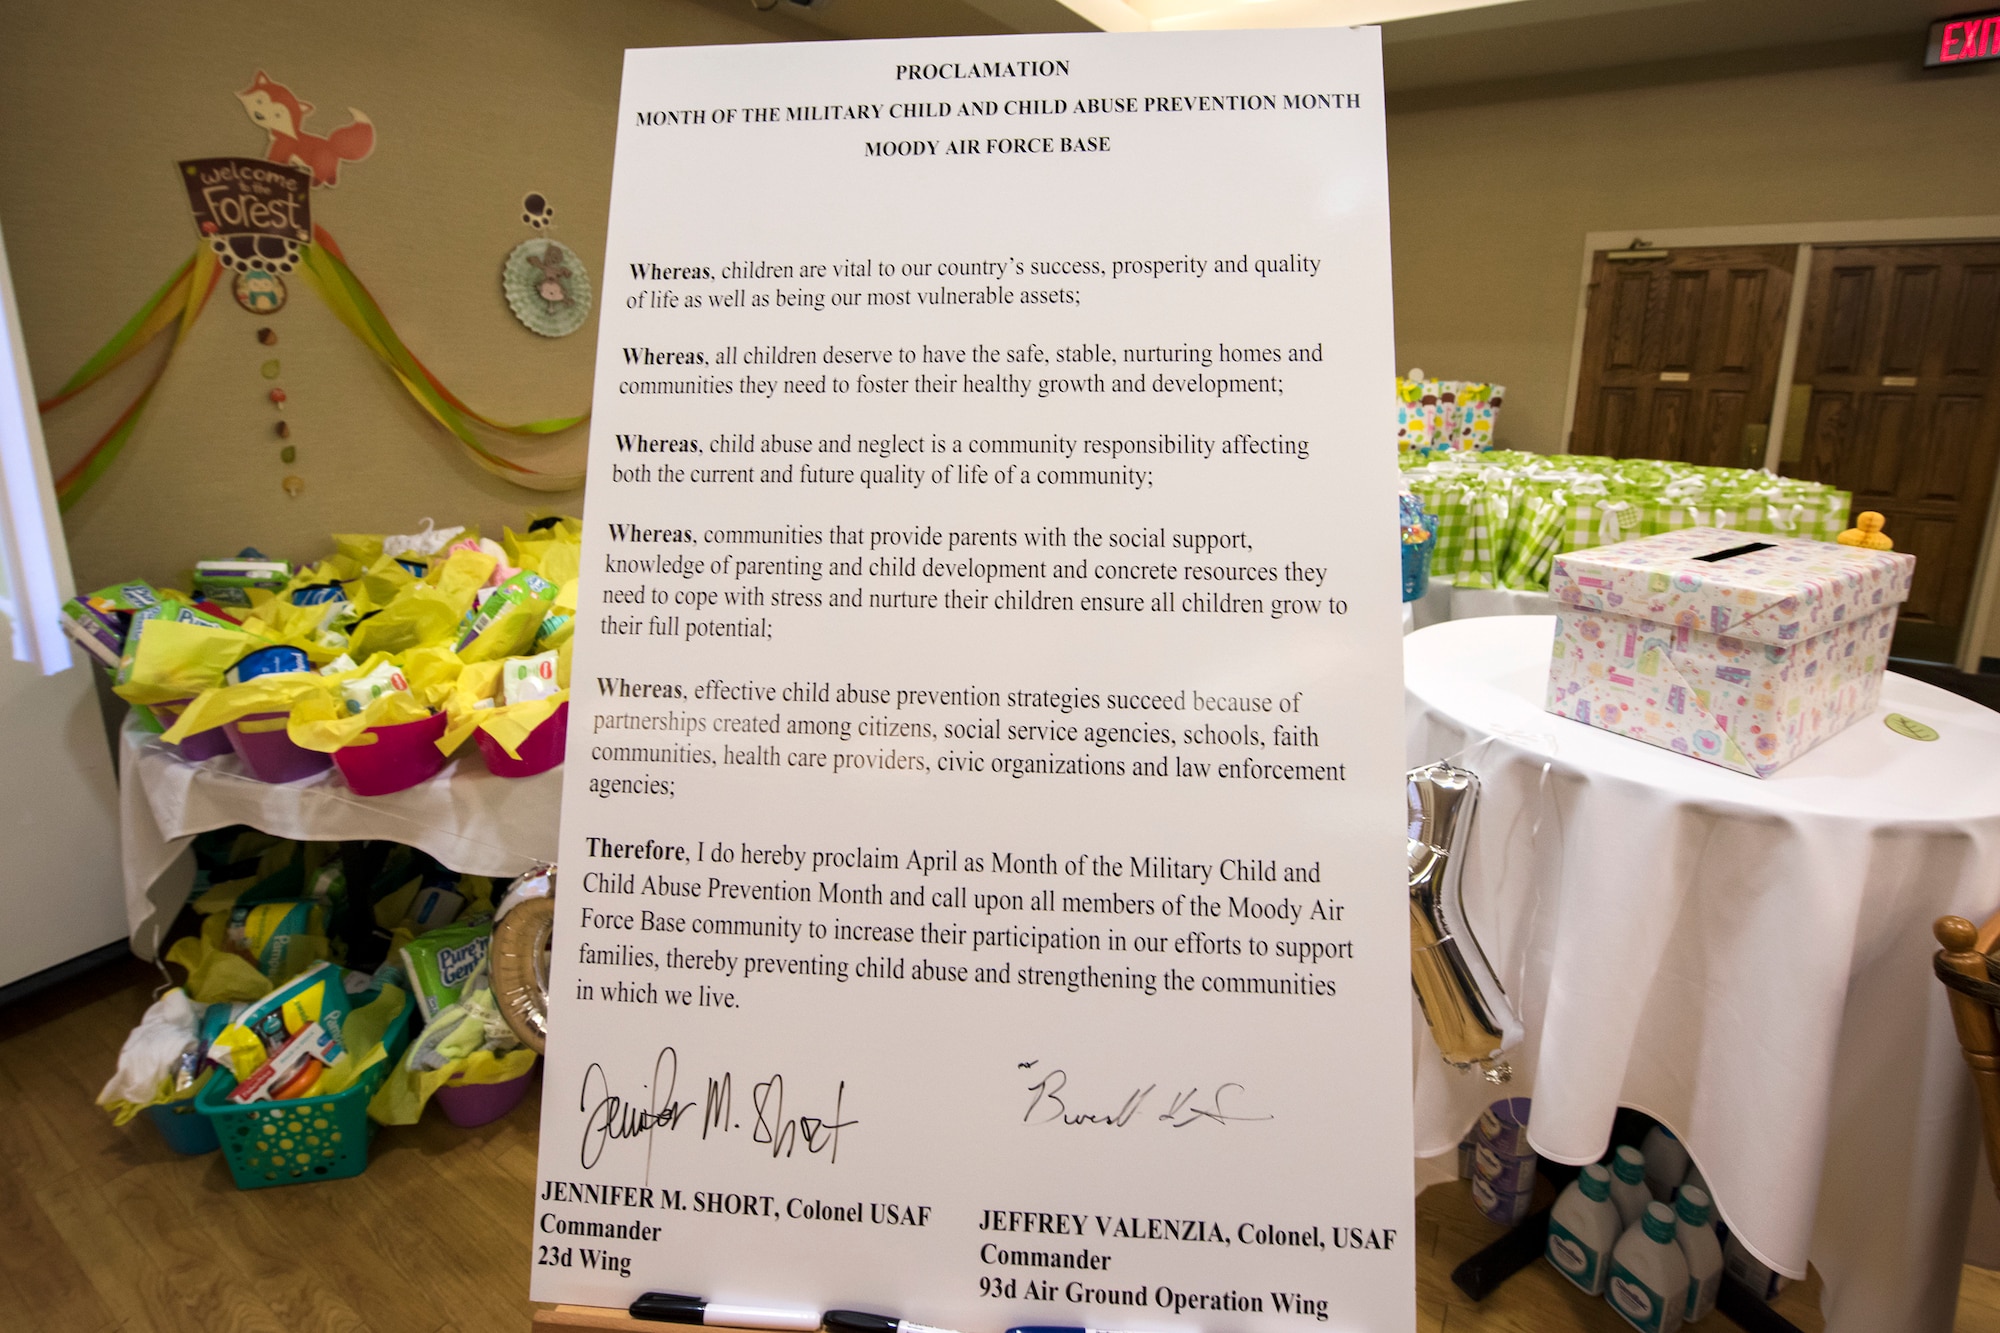 PROCLAMATION
MONTH OF THE MILITARY CHILD AND CHILD ABUSE PREVENTION MONTH
MOODY AIR FORCE BASE
Whereas, children are vital to our country's success, prosperity and quality
of life as well as being our most vulnerable assets;
Whereas, all children deserve to have the safe, stable, nurturing homes and
communities they need to foster their healthy growth and development;
Whereas, child abuse and neglect is a community responsibility affecting
both the current and future quality of life of a community;
Whereas, communities that provide parents with the social support,
knowledge of parenting and child development and concrete resources they
need to cope with stress and nurture their children ensure all children grow to
their full potential;
Whereas, effective child abuse prevention strategies succeed because of
partnerships created among citizens, social service agencies, schools, faith
communities, health care providers, civic organizations and law enforcement
agencies;
Therefore, I do hereby proclaim April as Month of the Military Child and
Child Abuse Prevention Month and call upon all members of the Moody Air
Force Base community to increase their participation in our efforts to support
families, thereby preventing child abuse and strengthening the communities
in which we live.
Jennifer M. Short
JENNIFER M. SHORT, Colonel USAF
Commander
23d Wing
JEFFREY VALENZIA, Colonel, USAF
Commander
93d Air Ground Operation Wing
welcome
to the
Forest
EXIT
Pure'n
Gentle